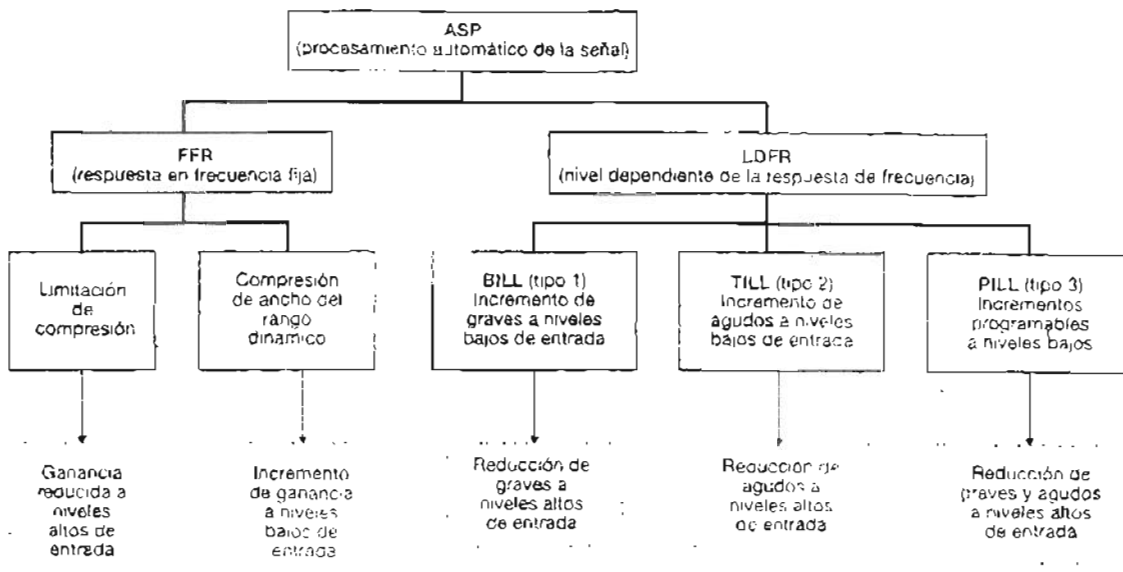 ASP
(procesamiento automático de la señal)
FFR
(respuesta en frecuencia fija)
LDFR
(nivel dependiente de la respuesta de frecuencia)
Limitación
de
compresión
Compresión
de ancho del
rango
dinámico
BILL (tipo 1)
Incremento de
graves a niveles
bajos de entrada
TILL (tipo 2)
Incremento de
agudos a niveles
bajos de entrada
PILL (tipo 3)
Incrementos
programables
a niveles bajos
Ganancia
reducida a
niveles
altos de
entrada
Incremento
de ganancia
a niveles
bajos de
entrada
Reducción de
graves a
niveles altos
de entrada
Reducción de
agudos a
niveles altos
de entrada
Reducción de
graves y agudos
a niveles altos
de entrada